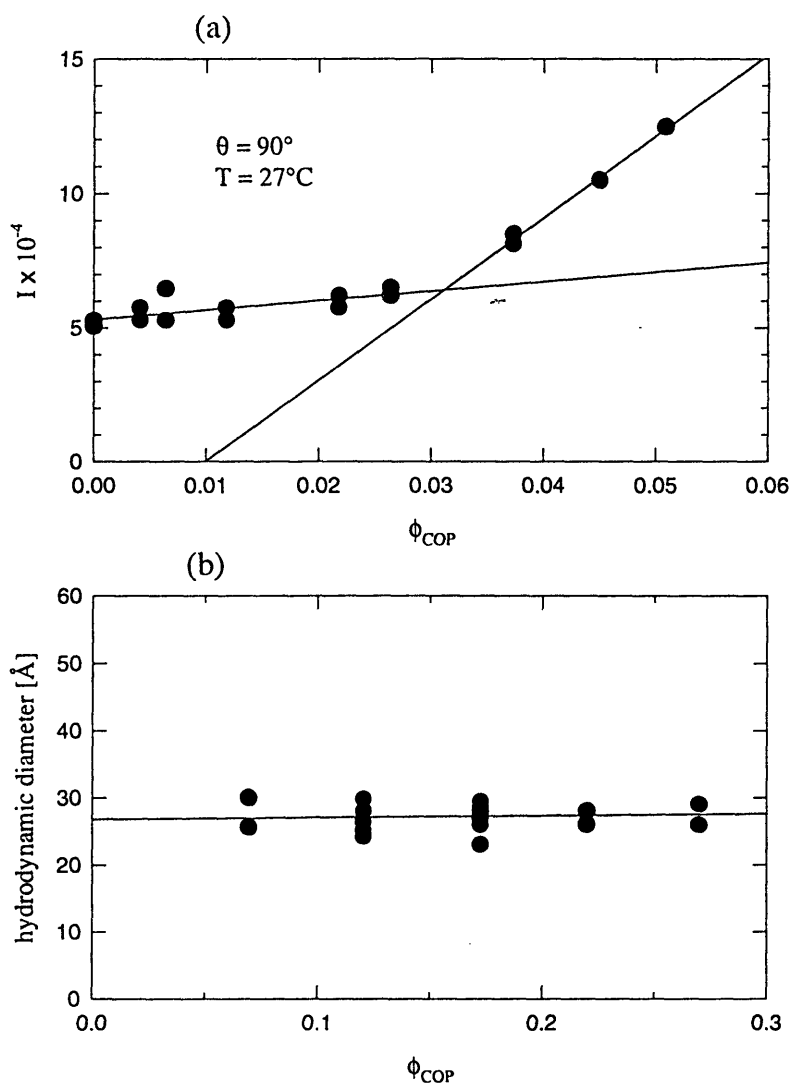 (a)
15
10
5
0
I x 10⁻⁴
θ = 90°
T = 27°C
0.00 0.01 0.02 0.03 0.04 0.05 0.06
ϕCOP
(b)
60
50
40
30
20
10
0
hydrodynamic diameter [Å]
0.0 0.1 0.2 0.3
ϕCOP